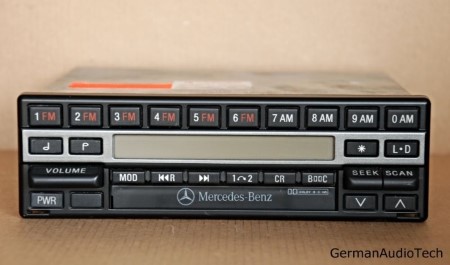 1 FM 2 FM 3 FM 4 FM 5 FM 6 FM 7 AM 8 AM 9 AM 0 AM
P * L•D
VOLUME MOD ◀◀R ▶▶ 1↷2 CR B SEEK SCAN
PWR Mercedes-Benz
GermanAudioTech